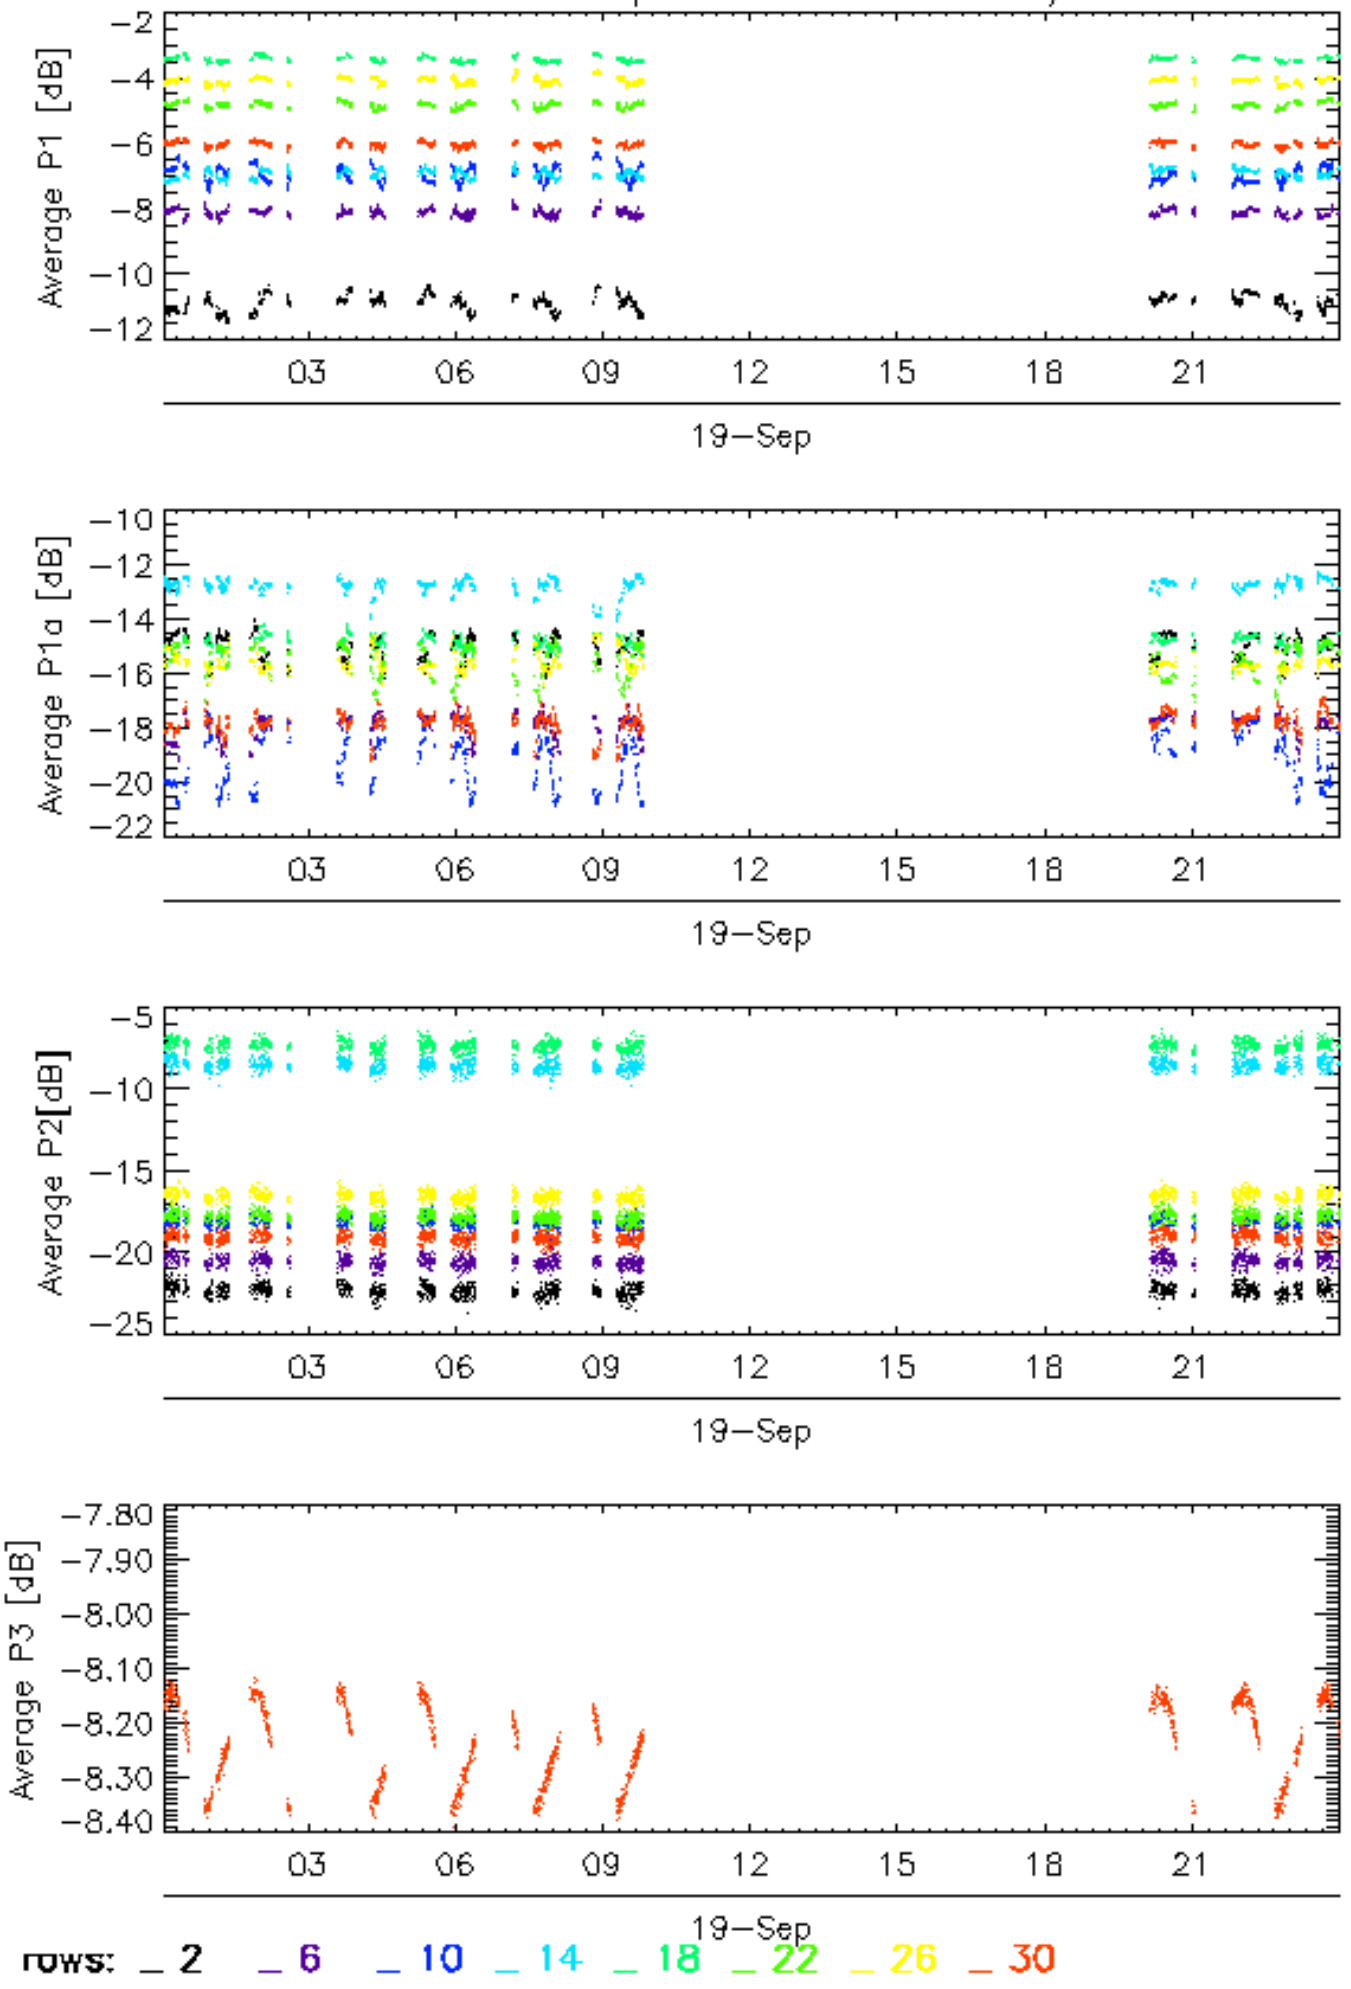 Average P1 [dB]
-2
-4
-6
-8
-10
-12
03 06 09 12 15 18 21
19-Sep
Average P1a [dB]
-10
-12
-14
-16
-18
-20
-22
03 06 09 12 15 18 21
19-Sep
Average P2[dB]
-5
-10
-15
-20
-25
03 06 09 12 15 18 21
19-Sep
Average P3 [dB]
-7.80
-7.90
-8.00
-8.10
-8.20
-8.30
-8.40
03 06 09 12 15 18 21
19-Sep
rows: _ 2 _ 6 _ 10 _ 14 _ 18 _ 22 _ 26 _ 30